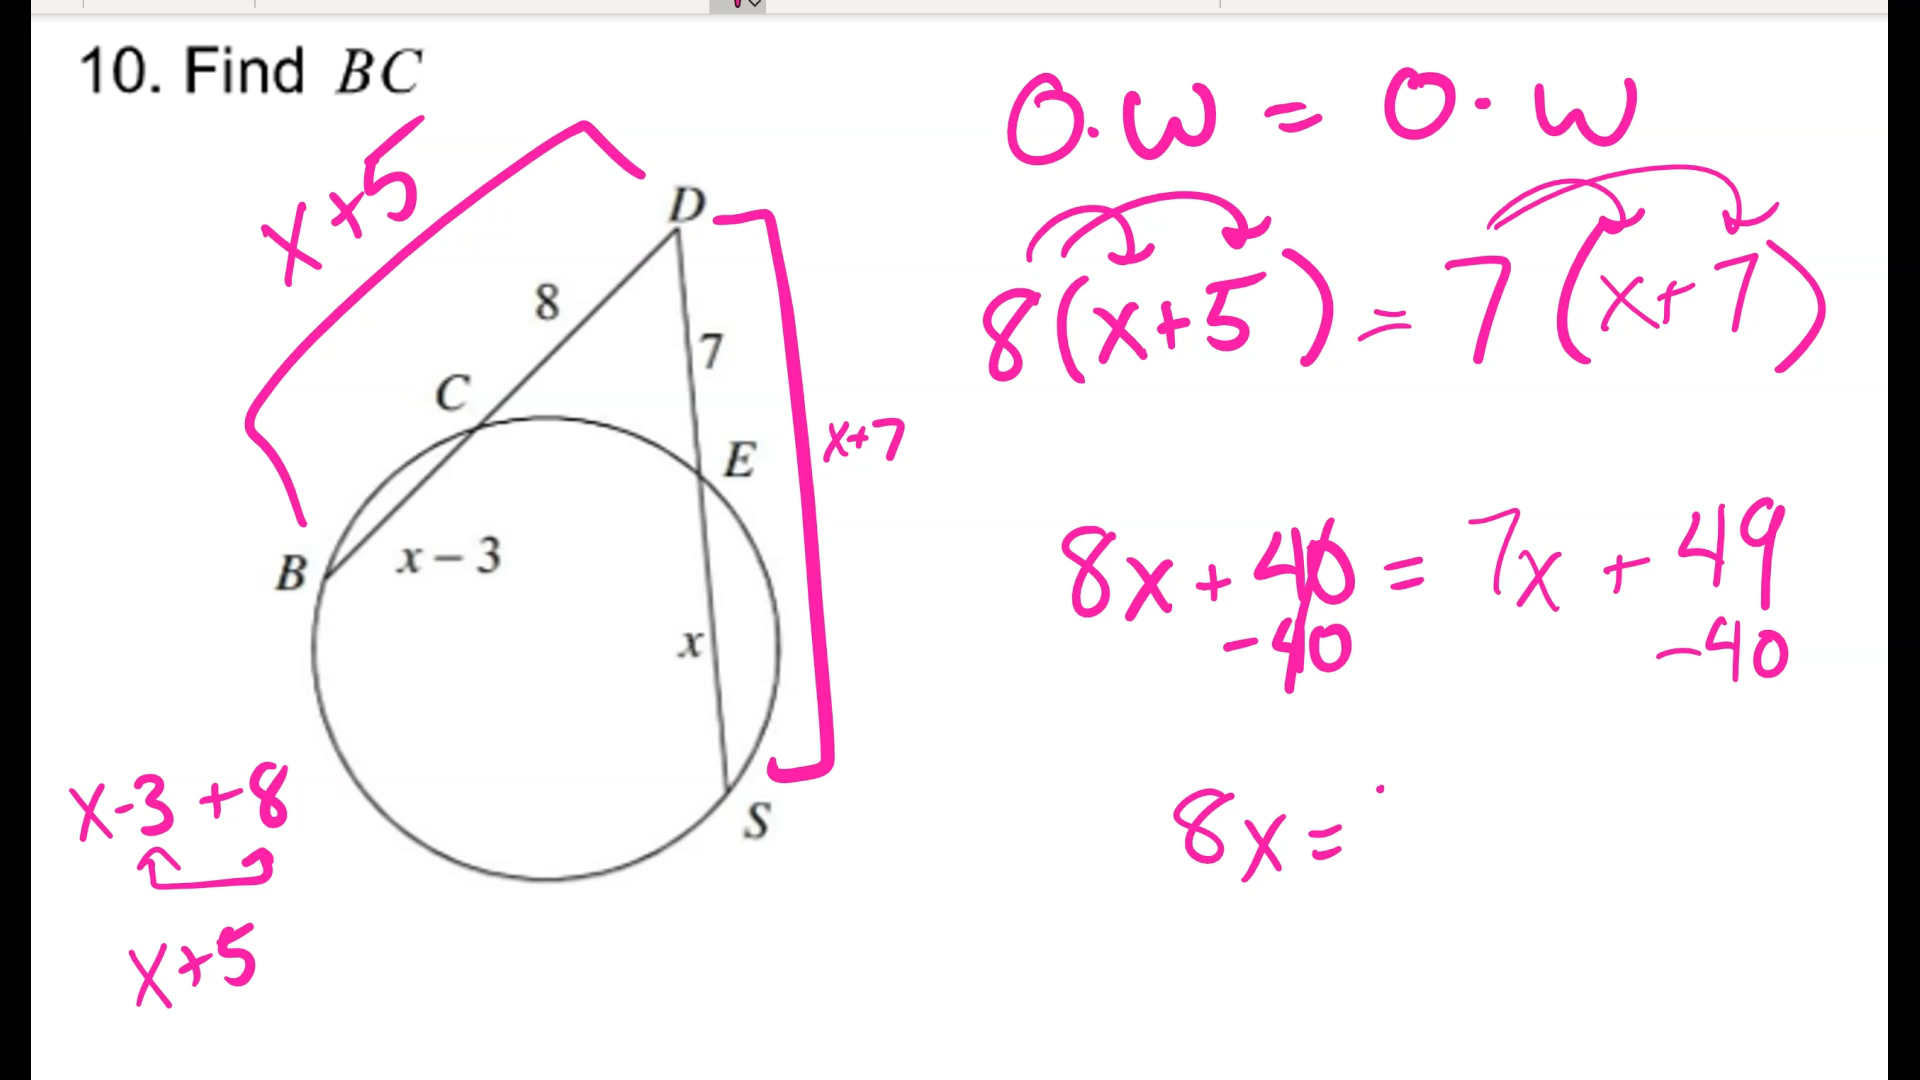 10. Find BC
O·W = O·W
x+5
D
8(x+5) = 7(x+7)
8
7
C
x+7
E
B
x – 3
8x + 40 = 7x + 49
-40 -40
x
x-3+8
S
8x =
x+5